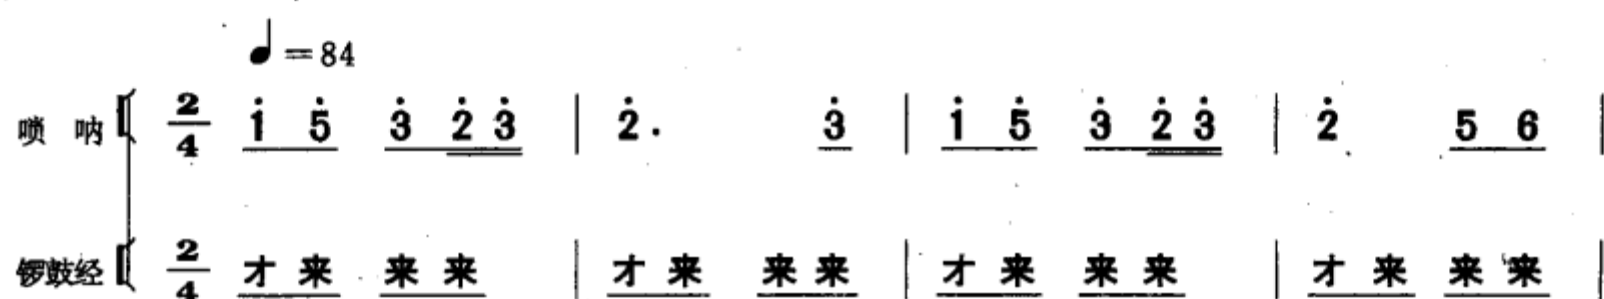 ♩=84
唢 呐 2/4 1̇ 5̇ 3̇ 2̇ 3̇ | 2̇. 3̇ | 1̇ 5̇ 3̇ 2̇ 3̇ | 2̇ 5 6 |
锣鼓经 2/4 才 来 来 来 | 才 来 来 来 | 才 来 来 来 | 才 来 来 来 |